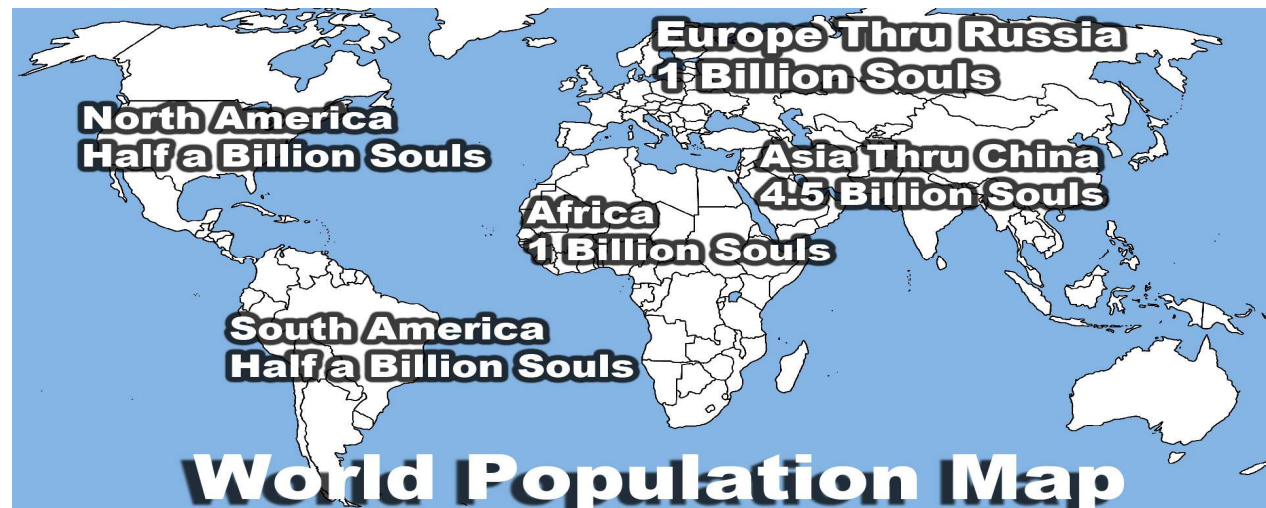 Europe Thru Russia
1 Billion Souls
North America
Half a Billion Souls
Asia Thru China
4.5 Billion Souls
Africa
1 Billion Souls
South America
Half a Billion Souls
World Population Map